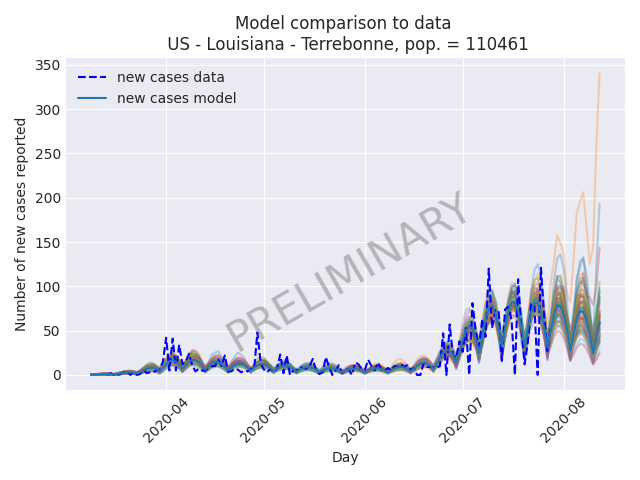 Model comparison to data
US - Louisiana - Terrebonne, pop. = 110461
350
300
250
200
150
100
50
0
Number of new cases reported
new cases data
new cases model
PRELIMINARY
2020-04
2020-05
2020-06
2020-07
2020-08
Day